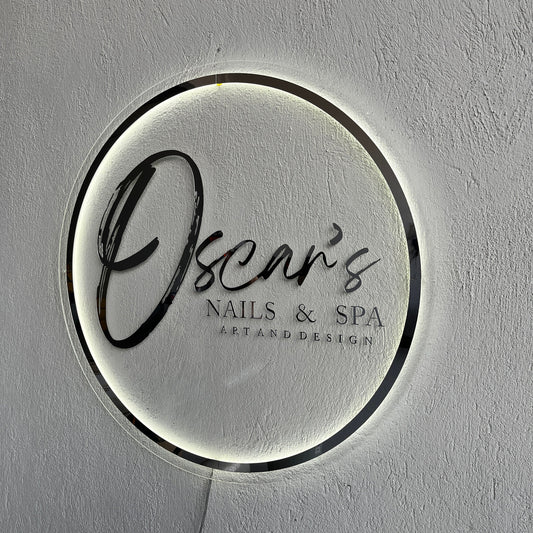 Oscar's
NAILS & SPA
ART AND DESIGN